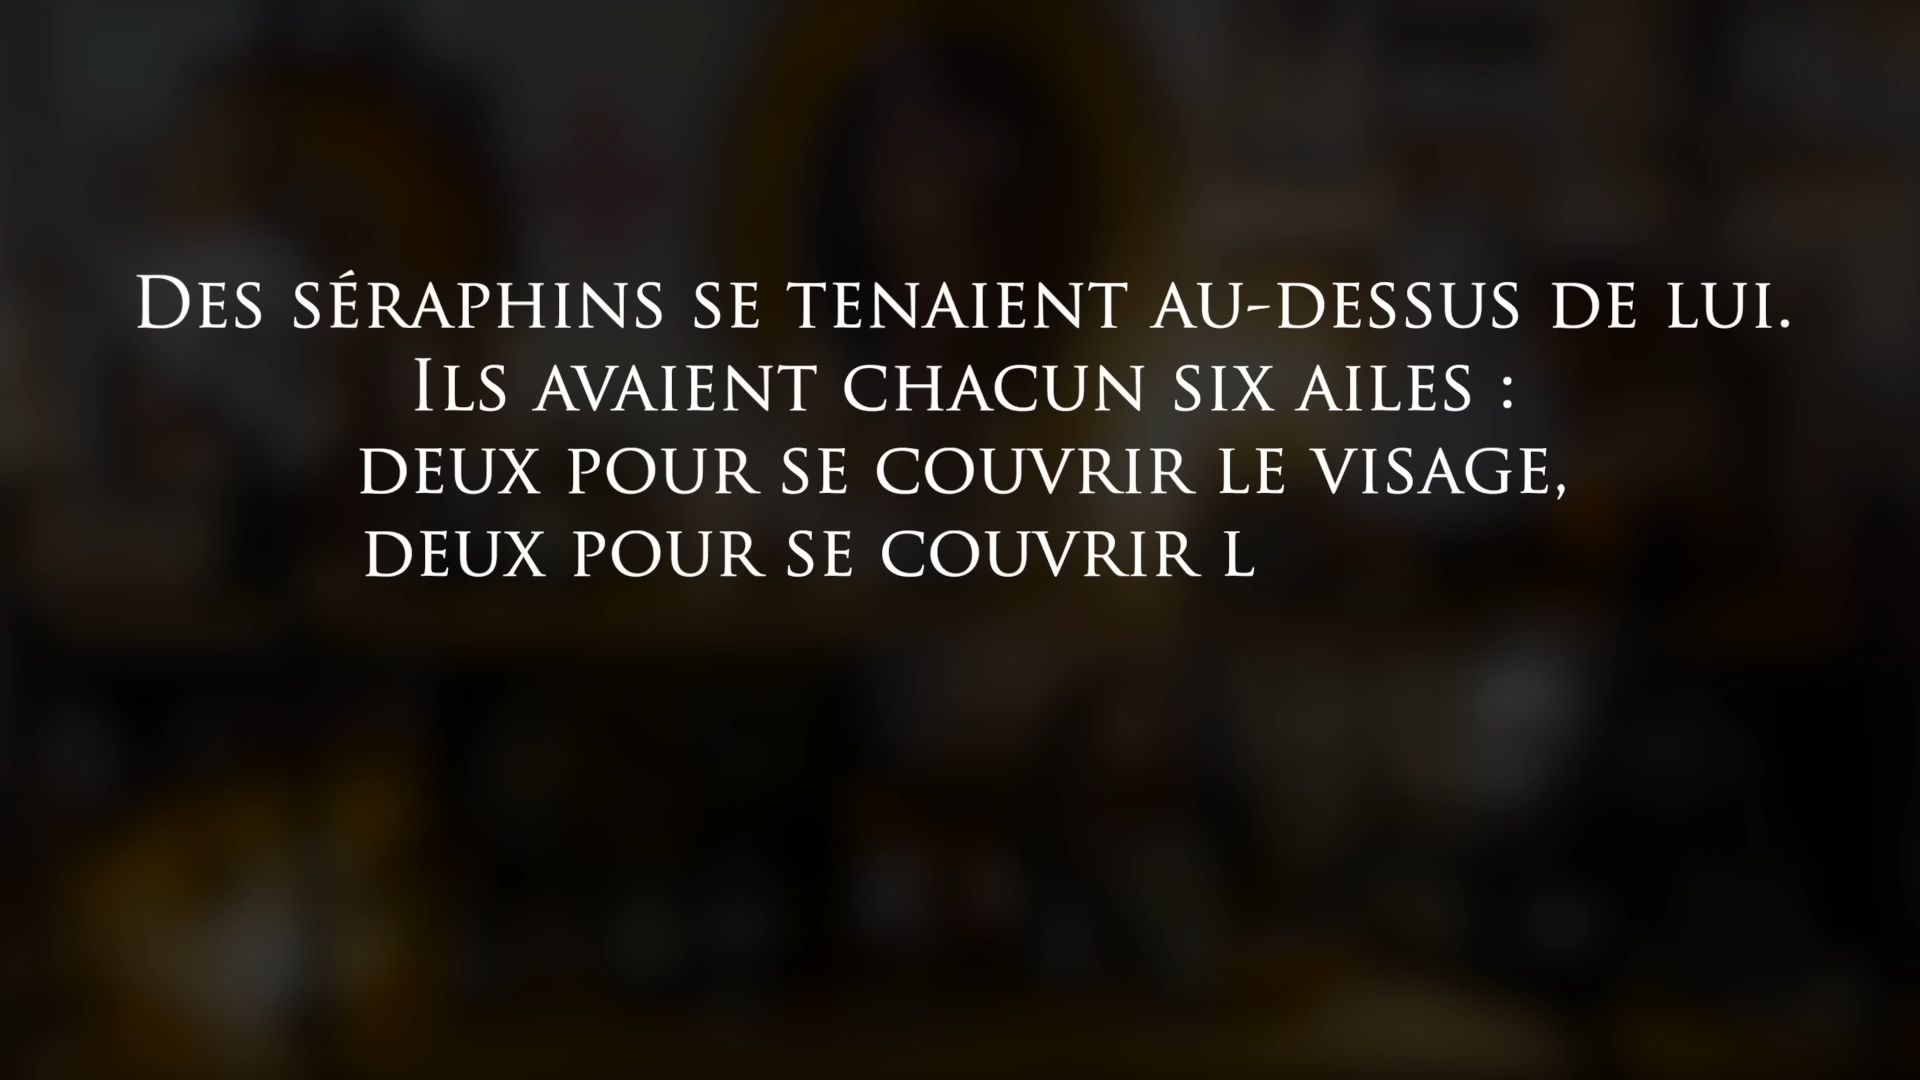 Des séraphins se tenaient au-dessus de lui.
Ils avaient chacun six ailes :
deux pour se couvrir le visage,
deux pour se couvrir l